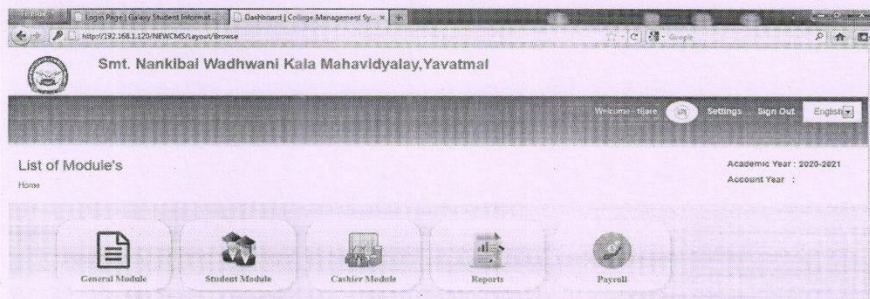 Login Page | Galaxy Student Informat... Dashboard | College Management Sy... × +
http://192.168.1.120/NEWCMS/Layout/Browse Google
Smt. Nankibai Wadhwani Kala Mahavidyalay,Yavatmal
Welcome Settings Sign Out English
List of Module's
Academic Year : 2020-2021
Home
Account Year :
General Module Student Module Cashier Module Reports Payroll